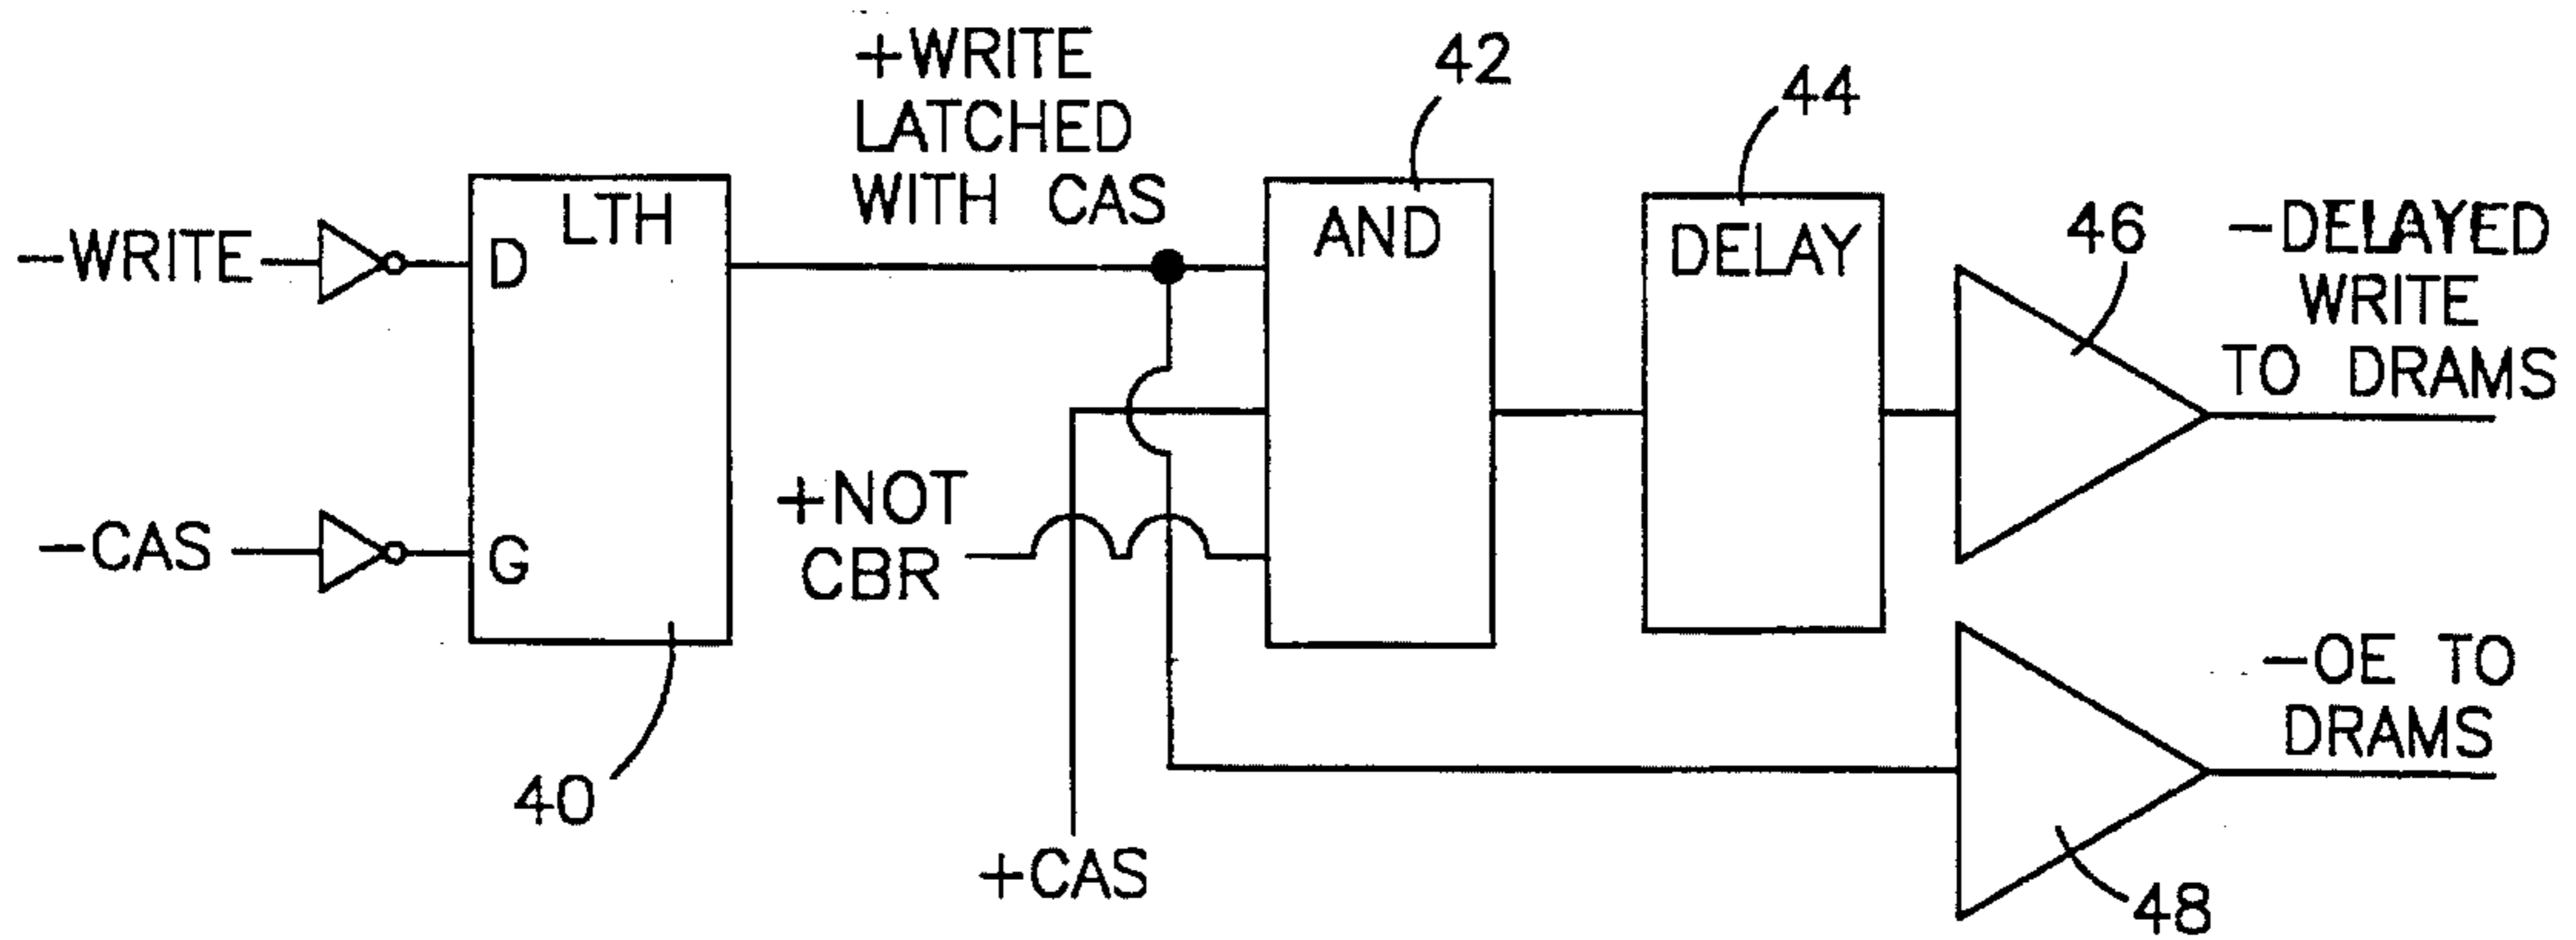 +WRITE
LATCHED
WITH CAS
42
44
46
-DELAYED
WRITE
TO DRAMS
-WRITE
D
LTH
AND
DELAY
-CAS
G
+NOT
CBR
40
+CAS
-OE TO
DRAMS
48